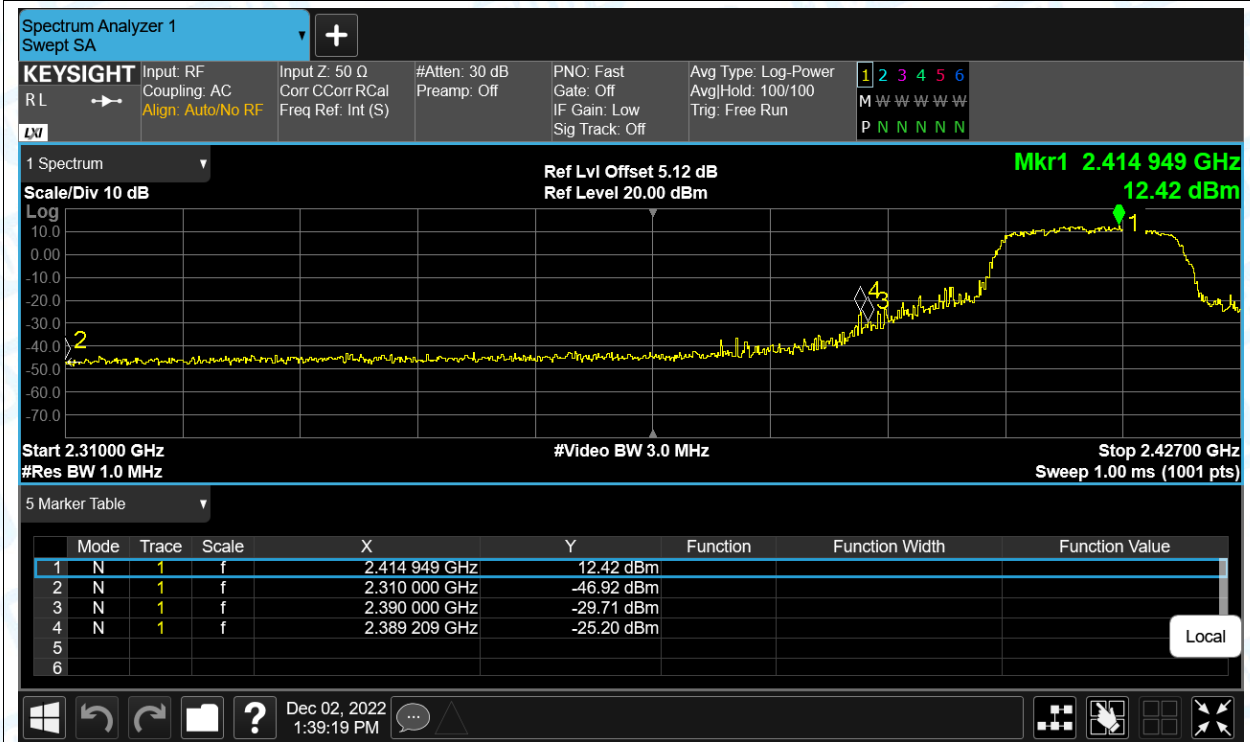 Spectrum Analyzer 1
Swept SA
+
KEYSIGHT Input: RF Input Z: 50 Ω #Atten: 30 dB PNO: Fast Avg Type: Log-Power 1 2 3 4 5 6
R L Coupling: AC Corr CCorr RCal Preamp: Off Gate: Off Avg|Hold: 100/100 M W W W W W
Align: Auto/No RF Freq Ref: Int (S) IF Gain: Low Trig: Free Run
LXI Sig Track: Off P N N N N N
1 Spectrum Ref Lvl Offset 5.12 dB Mkr1 2.414 949 GHz
Scale/Div 10 dB Ref Level 20.00 dBm 12.42 dBm
Log
10.0
0.00
-10.0
-20.0
-30.0
-40.0
-50.0
-60.0
-70.0
1
4
3
2
Start 2.31000 GHz #Video BW 3.0 MHz Stop 2.42700 GHz
#Res BW 1.0 MHz Sweep 1.00 ms (1001 pts)
5 Marker Table
Mode Trace Scale X Y Function Function Width Function Value
1 N 1 f 2.414 949 GHz 12.42 dBm
2 N 1 f 2.310 000 GHz -46.92 dBm
3 N 1 f 2.390 000 GHz -29.71 dBm
4 N 1 f 2.389 209 GHz -25.20 dBm
5
6
Local
? Dec 02, 2022
1:39:19 PM